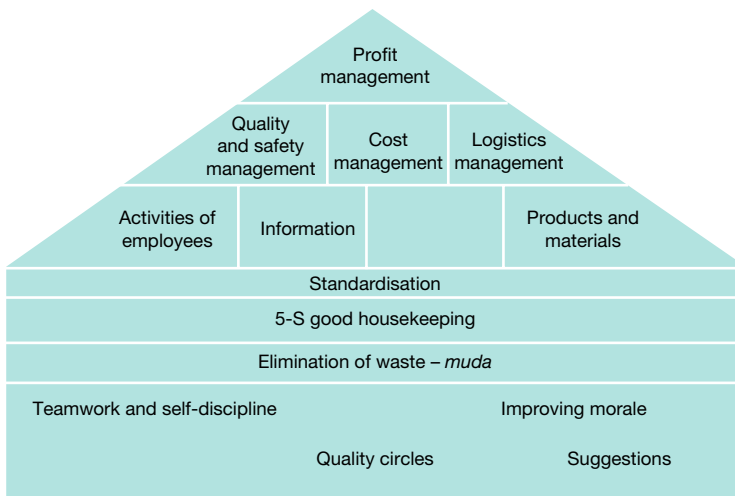 Profit
management
Quality
and safety
management
Cost
management
Logistics
management
Activities of
employees
Information
Products and
materials
Standardisation
5-S good housekeeping
Elimination of waste – muda
Teamwork and self-discipline
Improving morale
Quality circles
Suggestions